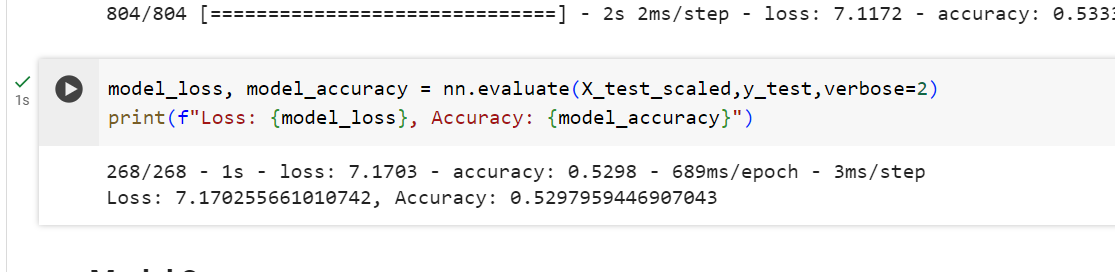 804/804 [==============================] - 2s 2ms/step - loss: 7.1172 - accuracy: 0.533
1s
model_loss, model_accuracy = nn.evaluate(X_test_scaled,y_test,verbose=2)
print(f"Loss: {model_loss}, Accuracy: {model_accuracy}")
268/268 - 1s - loss: 7.1703 - accuracy: 0.5298 - 689ms/epoch - 3ms/step
Loss: 7.170255661010742, Accuracy: 0.5297959446907043